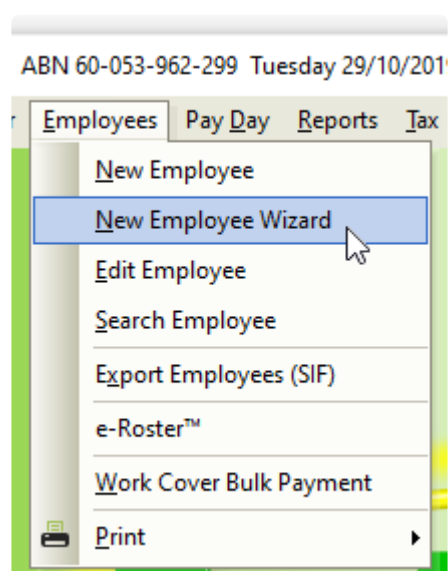 ABN 60-053-962-299 Tuesday 29/10/201
Employees Pay Day Reports Tax
New Employee
New Employee Wizard
Edit Employee
Search Employee
Export Employees (SIF)
e-Roster™
Work Cover Bulk Payment
Print